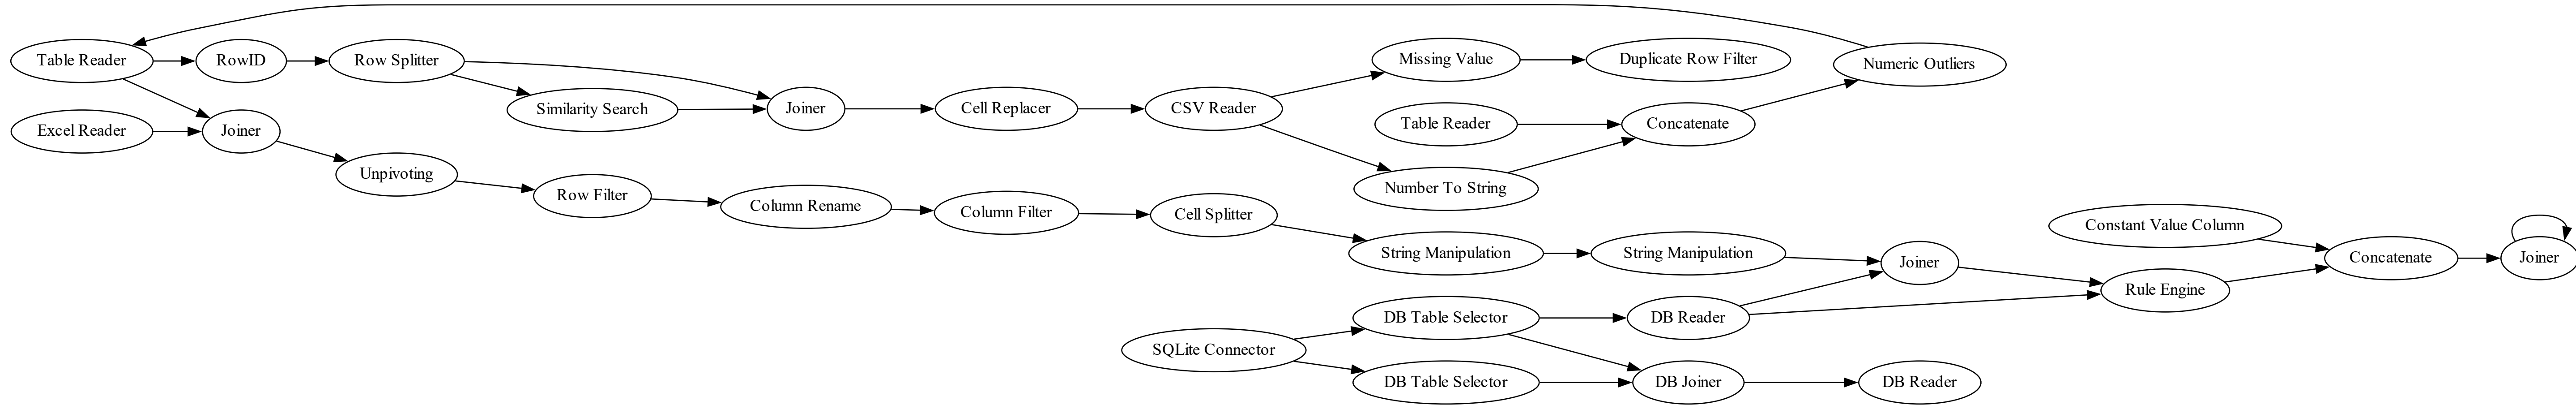 Table Reader
RowID
Row Splitter
Similarity Search
Joiner
Cell Replacer
CSV Reader
Missing Value
Duplicate Row Filter
Numeric Outliers
Table Reader
Concatenate
Number To String
Excel Reader
Joiner
Unpivoting
Row Filter
Column Rename
Column Filter
Cell Splitter
String Manipulation
String Manipulation
Joiner
Constant Value Column
Concatenate
Joiner
Rule Engine
SQLite Connector
DB Table Selector
DB Reader
DB Table Selector
DB Joiner
DB Reader